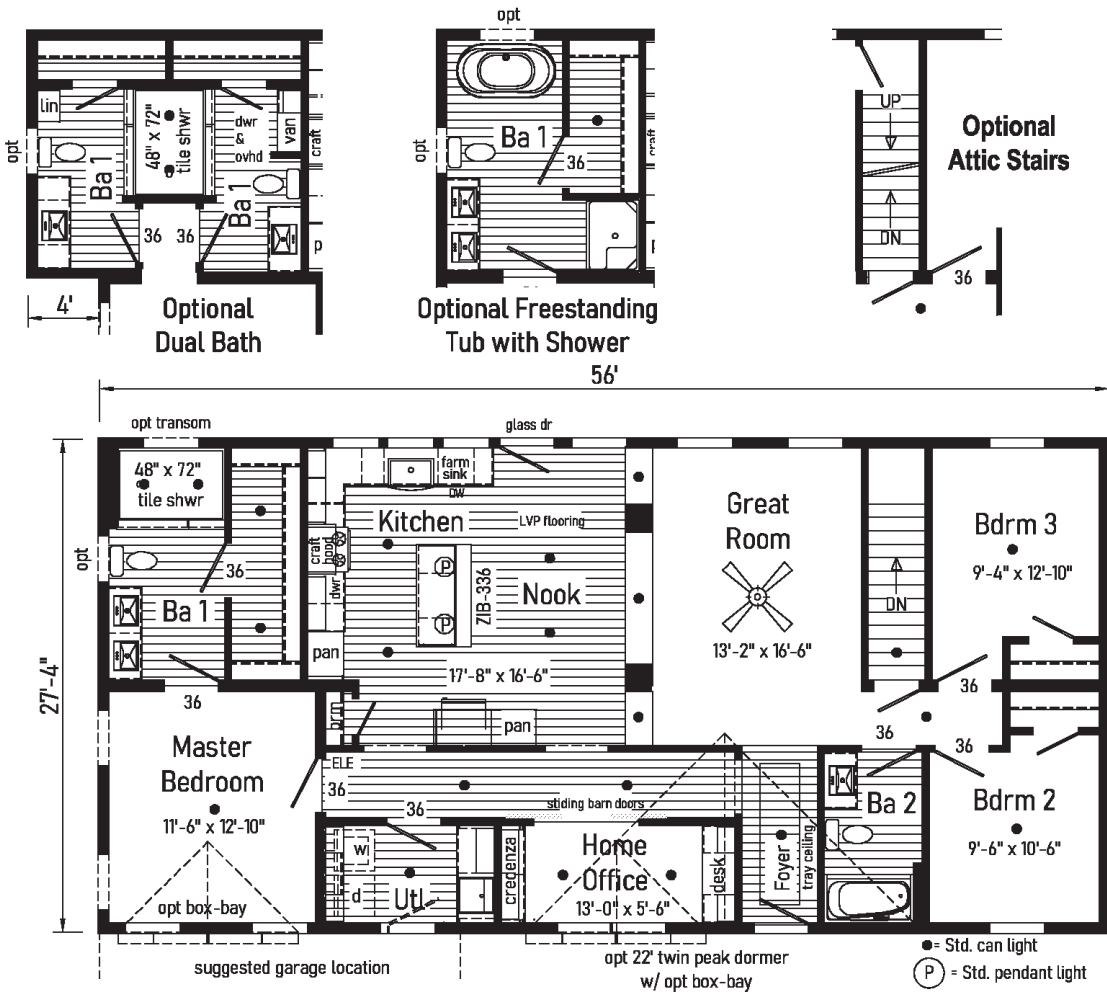 opt
lin
opt
Ba 1
48" x 72"
tile shwr
dwr
&
ovhd
van
craft
Ba 1
36
36
p
4'
Optional
Dual Bath
opt
opt
Ba 1
36
craft
p
Optional Freestanding
Tub with Shower
UP
DN
36
Optional
Attic Stairs
56'
27'-4"
opt transom
glass dr
48" x 72"
tile shwr
opt
36
Ba 1
36
farm
sink
DW
Kitchen
LVP flooring
craft
hood
dwr
P
P
ZIB-336
Nook
pan
17'-8" x 16'-6"
prm
pan
Great
Room
13'-2" x 16'-6"
DN
Bdrm 3
9'-4" x 12'-10"
36
36
36
Master
Bedroom
11'-6" x 12'-10"
opt box-bay
ELE
36
36
sliding barn doors
w
d
Utl
credenza
Home
Office
13'-0" x 5'-6"
desk
Foyer
tray ceiling
Ba 2
Bdrm 2
9'-6" x 10'-6"
suggested garage location
opt 22' twin peak dormer
w/ opt box-bay
= Std. can light
P = Std. pendant light